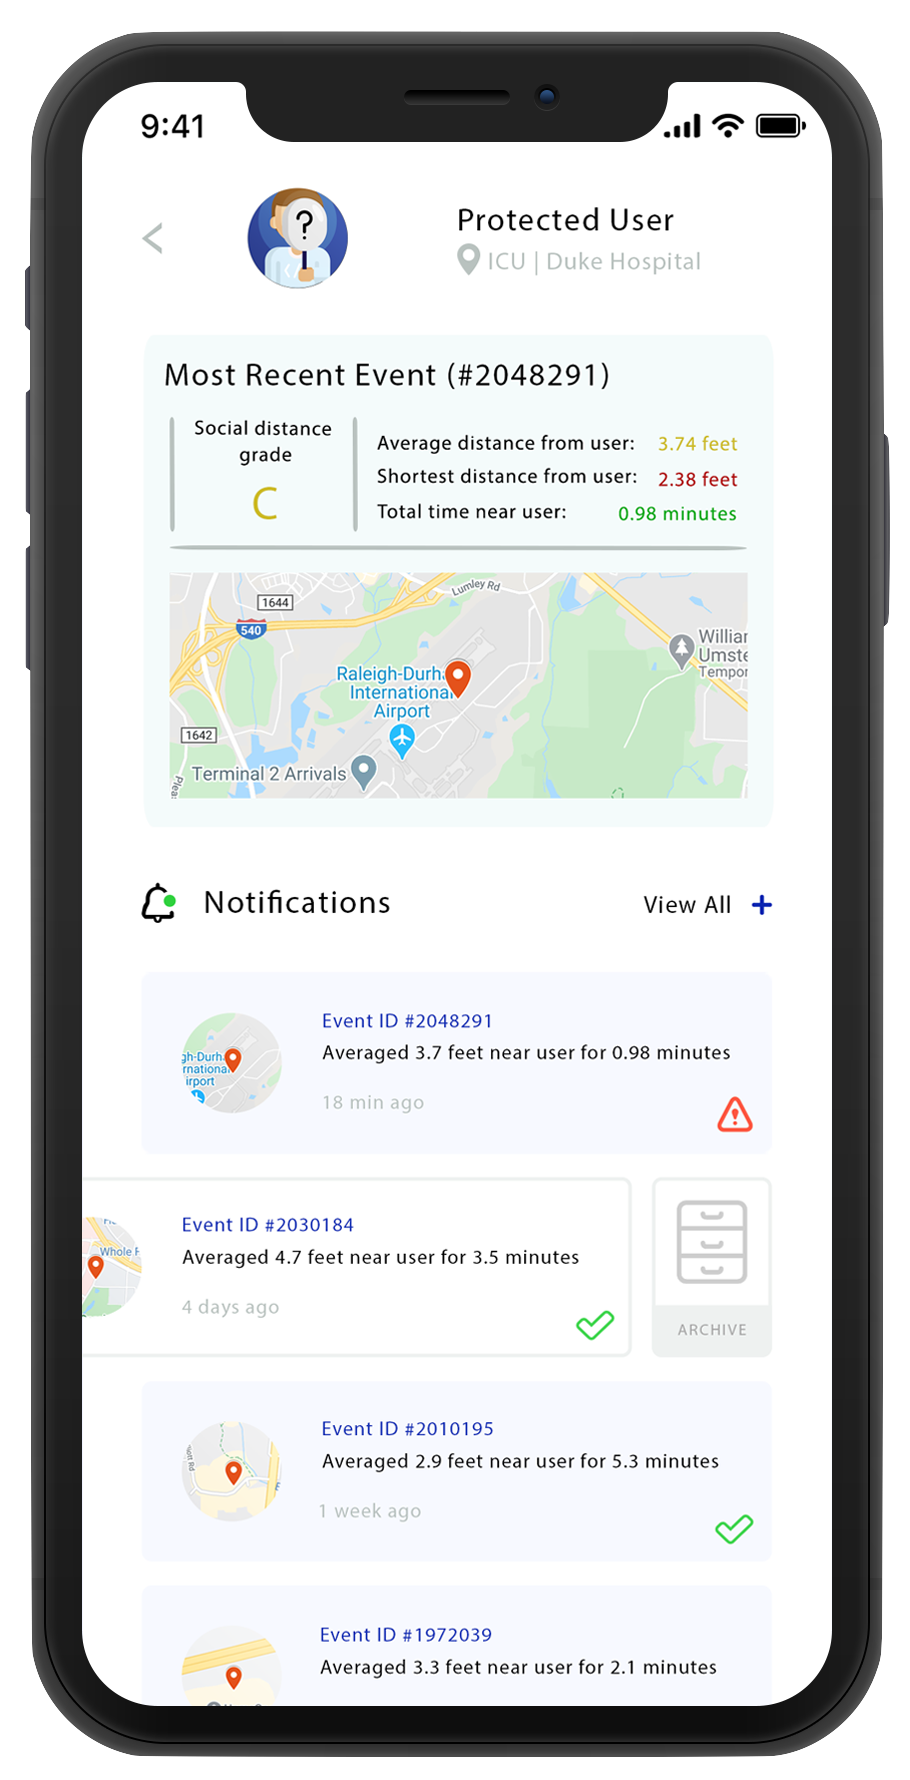 9:41
?
Protected User
ICU | Duke Hospital
Most Recent Event (#2048291)
Social distance
grade
C
Average distance from user: 3.74 feet
Shortest distance from user: 2.38 feet
Total time near user: 0.98 minutes
Lumley Rd
1644
540
Raleigh-Durh
International
Airport
Willian
Umste
Tempor
1642
Terminal 2 Arrivals
Pleas
Notifications
View All +
Event ID #2048291
Averaged 3.7 feet near user for 0.98 minutes
18 min ago
gh-Durh
rnational
irport
Event ID #2030184
Averaged 4.7 feet near user for 3.5 minutes
4 days ago
Whole F
ARCHIVE
Event ID #2010195
Averaged 2.9 feet near user for 5.3 minutes
1 week ago
Event ID #1972039
Averaged 3.3 feet near user for 2.1 minutes